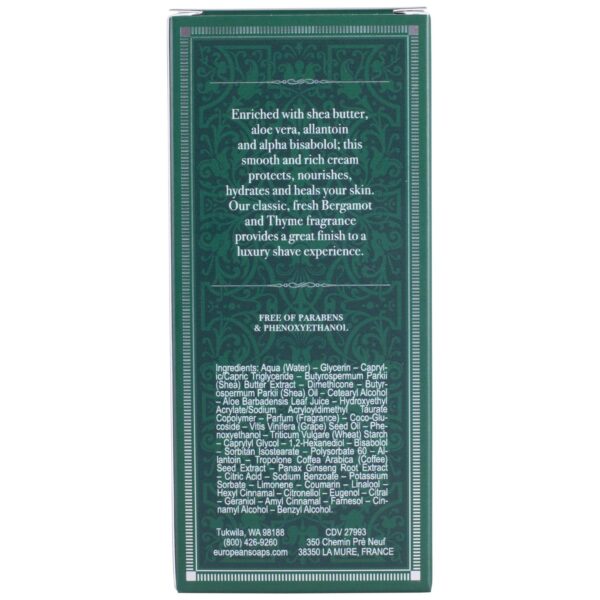 Enriched with shea butter,
aloe vera, allantoin
and alpha bisabolol; this
smooth and rich cream
protects, nourishes,
hydrates and heals your skin.
Our classic, fresh Bergamot
and Thyme fragrance
provides a great finish to a
luxury shave experience.
FREE OF PARABENS
& PHENOXYETHANOL
Ingredients: Aqua (Water) – Glycerin – Capryl-
ic/Capric Triglyceride – Butyrospermum Parkii
(Shea) Butter Extract – Dimethicone – Butyr-
ospermum Parkii (Shea) Oil – Cetearyl Alcohol
– Aloe Barbadensis Leaf Juice – Hydroxyethyl
Acrylate/Sodium Acryloyldimethyl Taurate
Copolymer – Parfum (Fragrance) – Coco-Glu-
coside – Vitis Vinifera (Grape) Seed Oil – Phe-
noxyethanol – Triticum Vulgare (Wheat) Starch
– Caprylyl Glycol – 1,2-Hexanediol – Bisabolol
– Sorbitan Isostearate – Polysorbate 60 – Al-
lantoin – Tropolone Coffea Arabica (Coffee)
Seed Extract – Panax Ginseng Root Extract
– Citric Acid – Sodium Benzoate – Potassium
Sorbate – Limonene – Coumarin – Linalool –
Hexyl Cinnamal – Citronellol – Eugenol – Citral
– Geraniol – Amyl Cinnamal – Farnesol – Cin-
namyl Alcohol – Benzyl Alcohol.
Tukwila, WA 98188
(800) 426-9260
europeansoaps.com
CDV 27993
350 Chemin Pré Neuf
38350 LA MURE, FRANCE